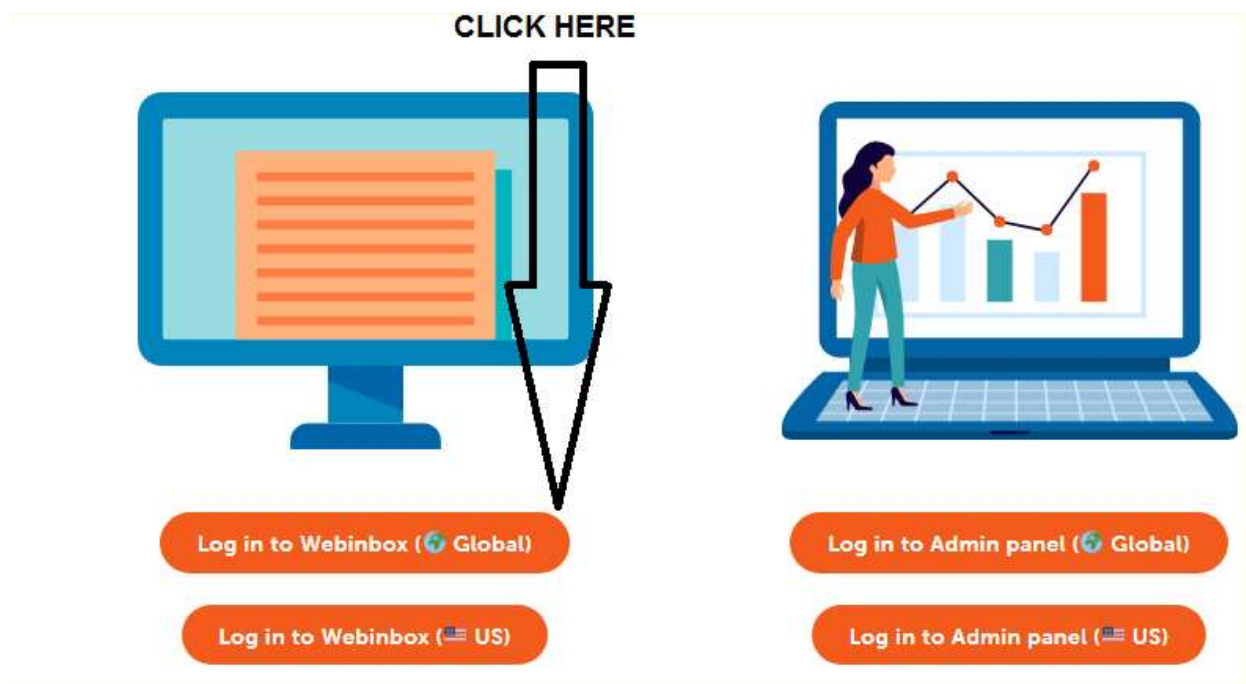 CLICK HERE
Log in to Webinbox (🌍 Global)
Log in to Admin panel (🌍 Global)
Log in to Webinbox (🇺🇸 US)
Log in to Admin panel (🇺🇸 US)